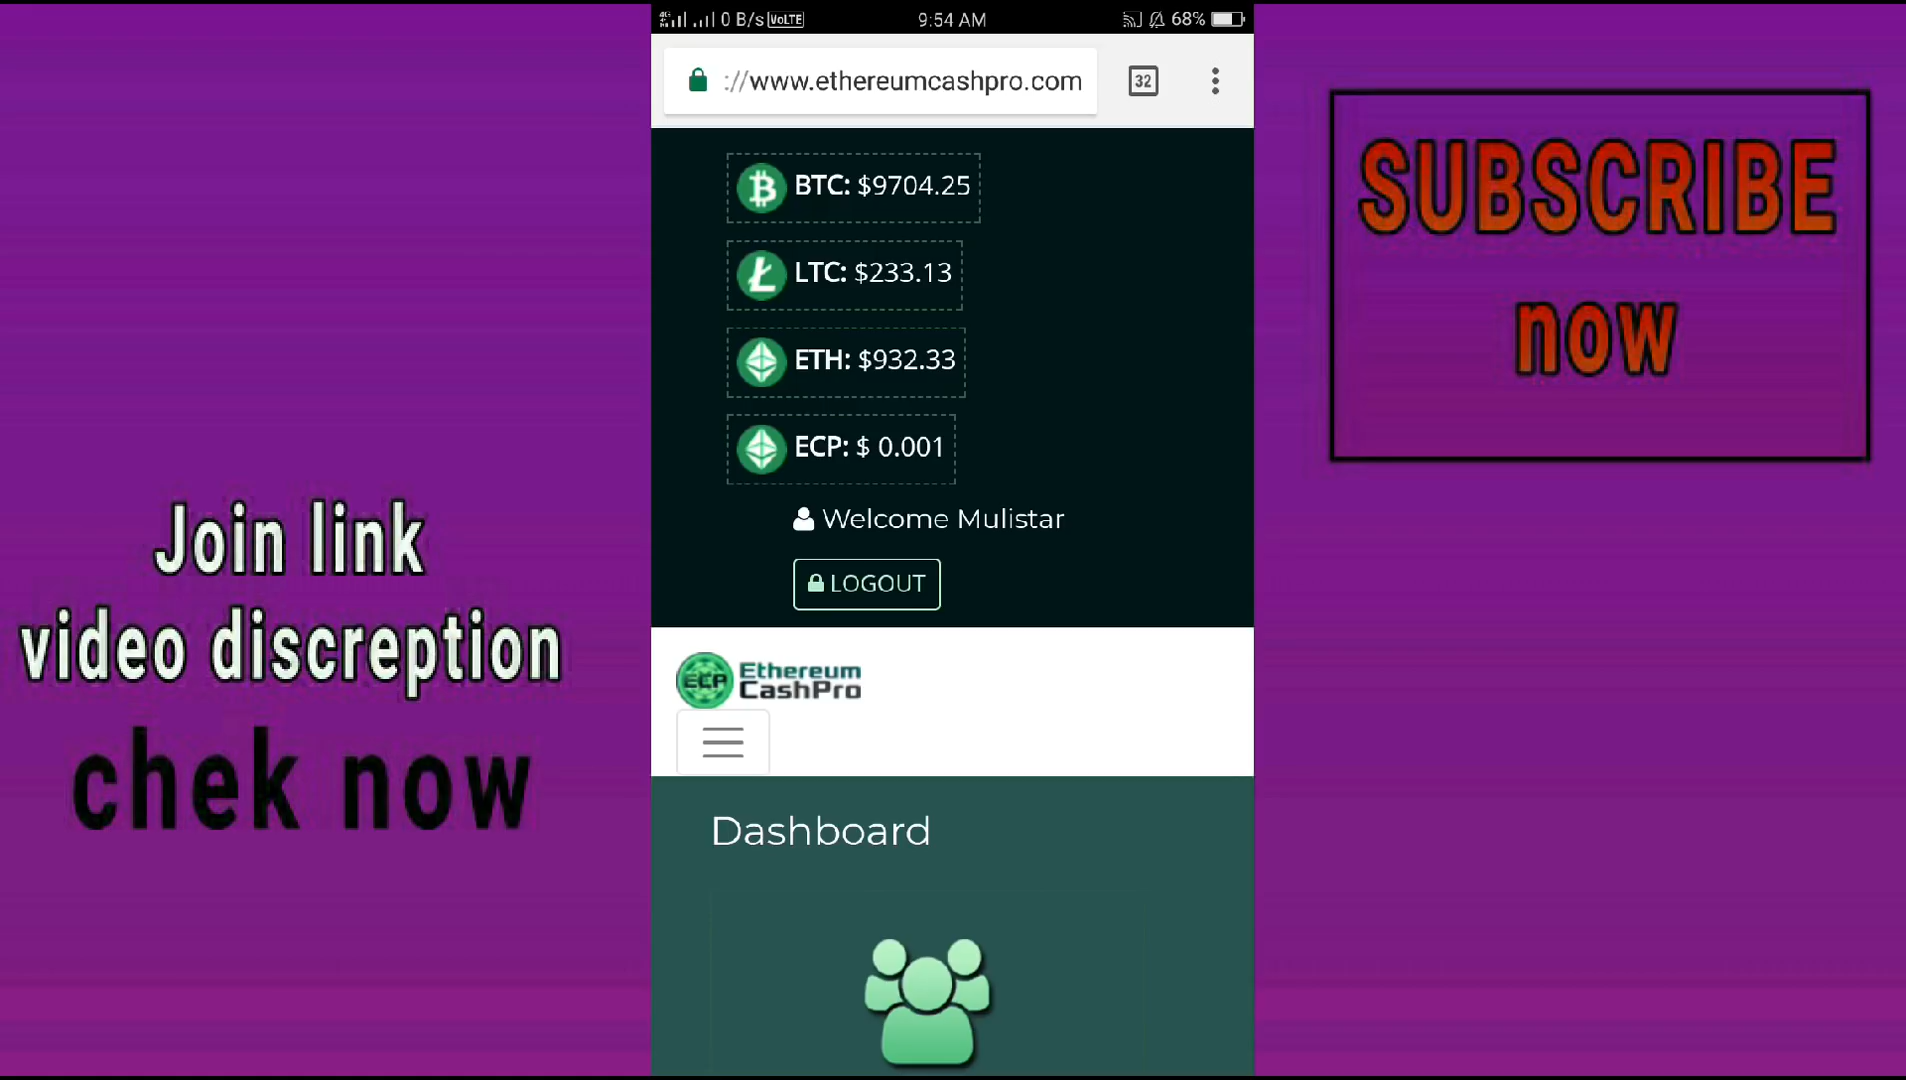 0 B/s VoLTE 9:54 AM 68%
://www.ethereumcashpro.com 32
BTC: $9704.25
LTC: $233.13
ETH: $932.33
ECP: $ 0.001
Welcome Mulistar
LOGOUT
ECP Ethereum
CashPro
Dashboard
Join link
video discreption
chek now
SUBSCRIBE
now